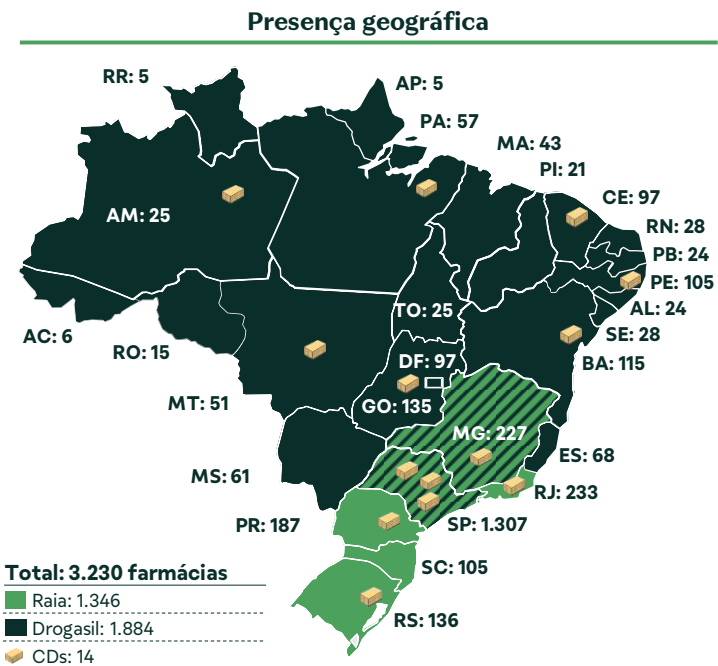 Presença geográfica
RR: 5
AP: 5
PA: 57
MA: 43
PI: 21
CE: 97
RN: 28
PB: 24
PE: 105
AL: 24
SE: 28
BA: 115
AM: 25
AC: 6
RO: 15
TO: 25
DF: 97
GO: 135
MT: 51
MG: 227
ES: 68
MS: 61
RJ: 233
PR: 187
SP: 1.307
SC: 105
RS: 136
Total: 3.230 farmácias
Raia: 1.346
Drogasil: 1.884
CDs: 14